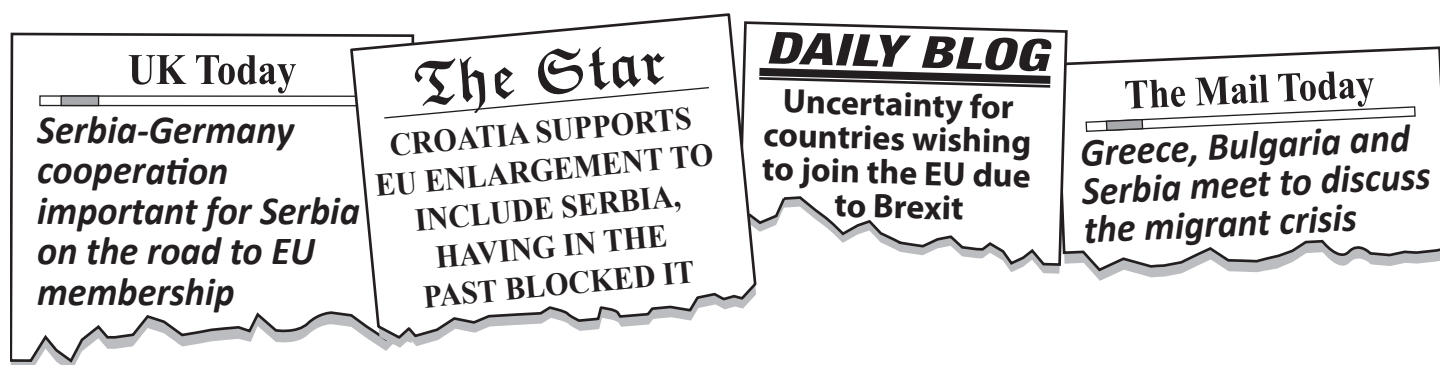 UK Today
Serbia-Germany
cooperation
important for Serbia
on the road to EU
membership
The Star
CROATIA SUPPORTS
EU ENLARGEMENT TO
INCLUDE SERBIA,
HAVING IN THE
PAST BLOCKED IT
DAILY BLOG
Uncertainty for
countries wishing
to join the EU due
to Brexit
The Mail Today
Greece, Bulgaria and
Serbia meet to discuss
the migrant crisis